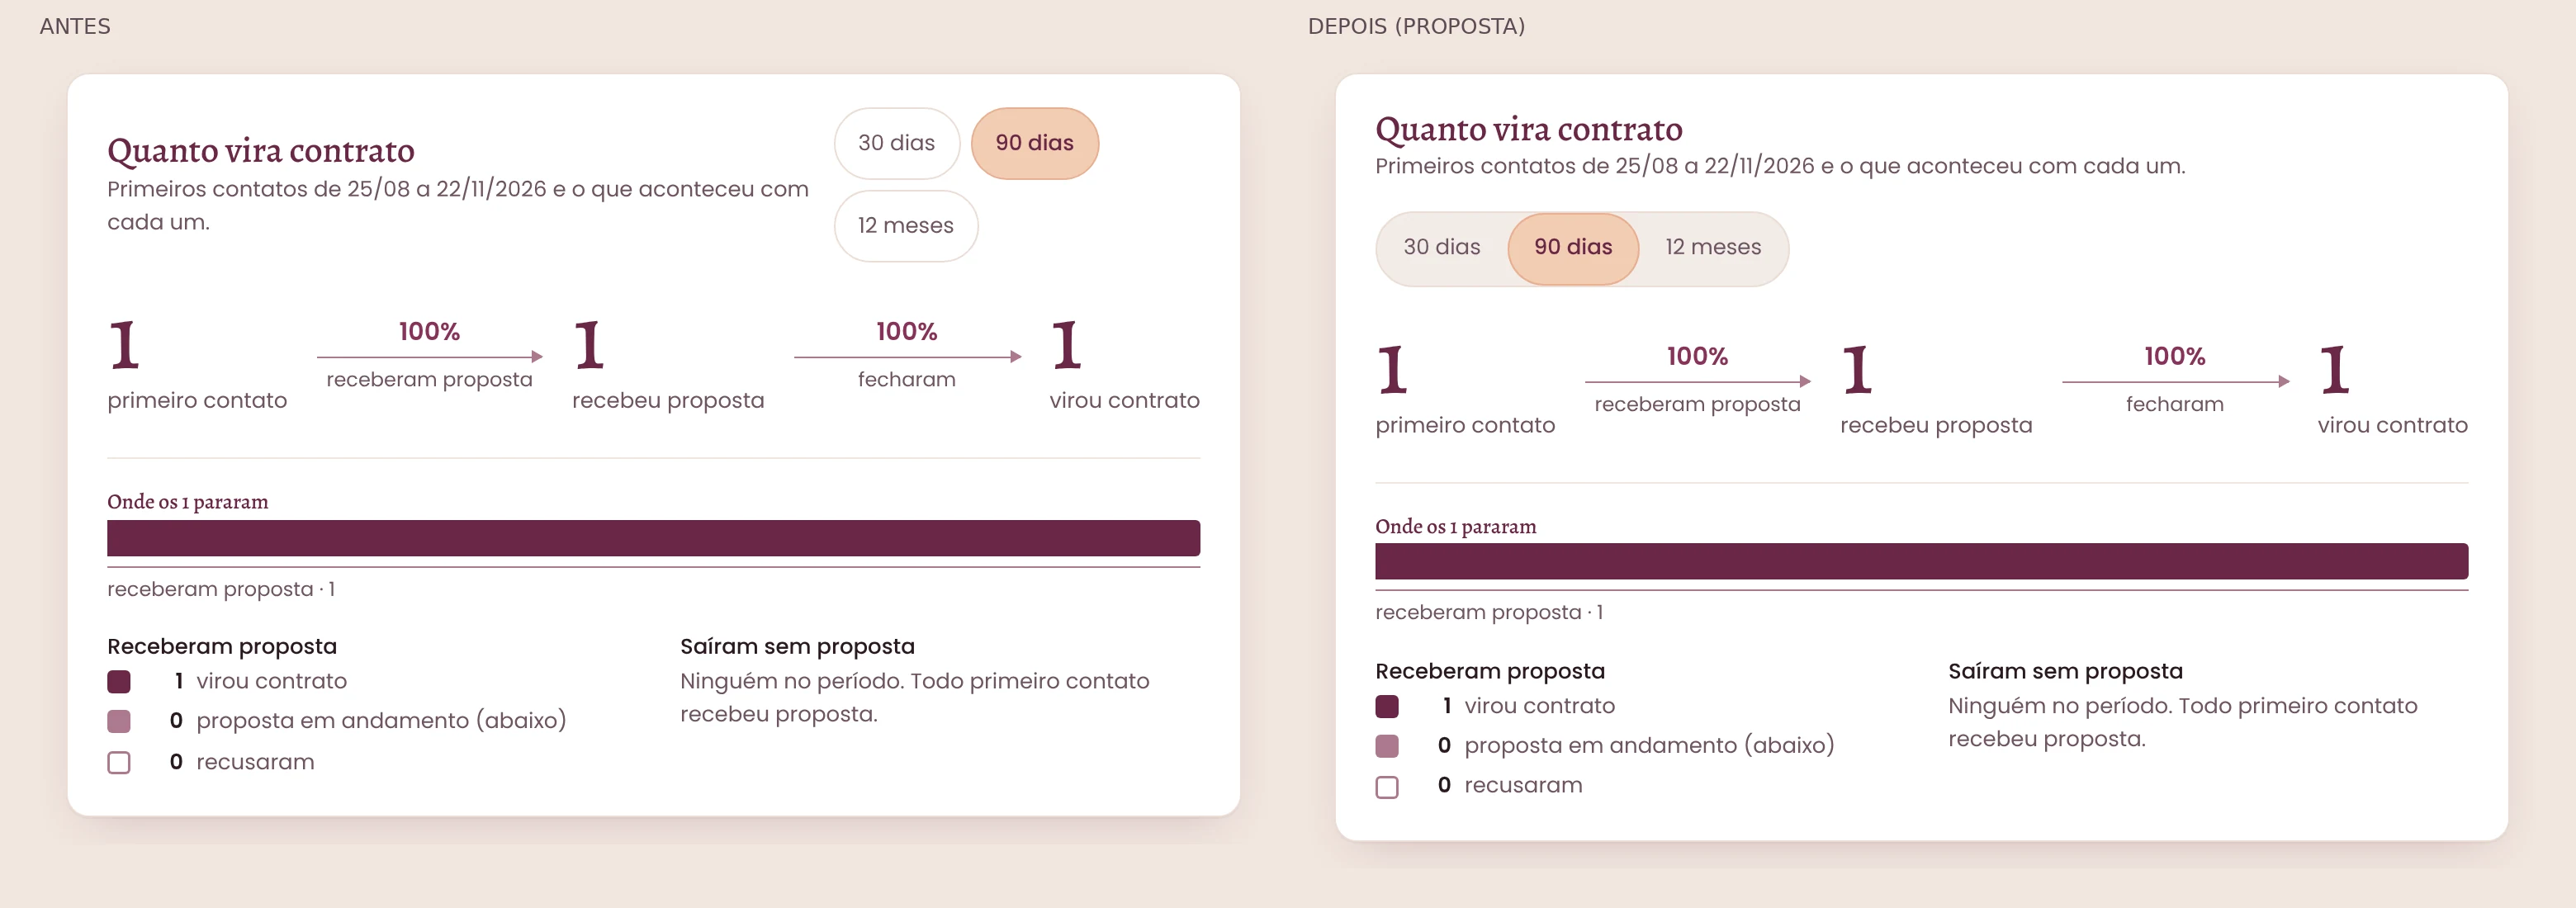 ANTES
Quanto vira contrato
Primeiros contatos de 25/08 a 22/11/2026 e o que aconteceu com
cada um.
30 dias
90 dias
12 meses
1
primeiro contato
100%
receberam proposta
1
recebeu proposta
100%
fecharam
1
virou contrato
Onde os 1 pararam
receberam proposta · 1
Receberam proposta
1 virou contrato
0 proposta em andamento (abaixo)
0 recusaram
Saíram sem proposta
Ninguém no período. Todo primeiro contato
recebeu proposta.
DEPOIS (PROPOSTA)
Quanto vira contrato
Primeiros contatos de 25/08 a 22/11/2026 e o que aconteceu com cada um.
30 dias
90 dias
12 meses
1
primeiro contato
100%
receberam proposta
1
recebeu proposta
100%
fecharam
1
virou contrato
Onde os 1 pararam
receberam proposta · 1
Receberam proposta
1 virou contrato
0 proposta em andamento (abaixo)
0 recusaram
Saíram sem proposta
Ninguém no período. Todo primeiro contato
recebeu proposta.